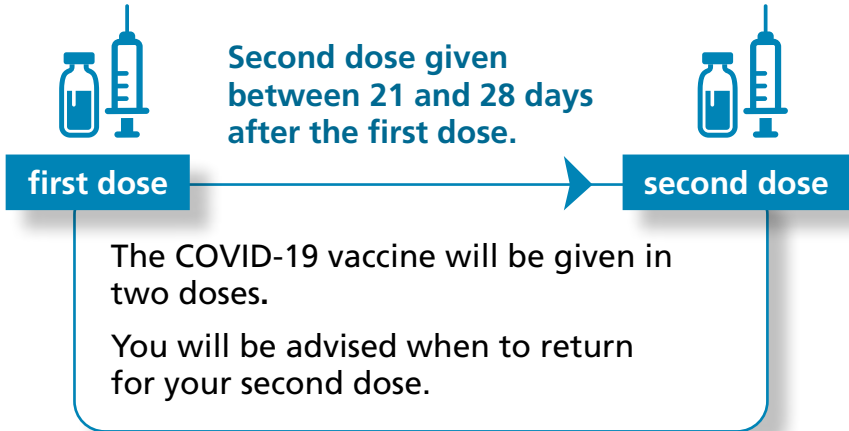 Second dose given
between 21 and 28 days
after the first dose.
first dose
second dose
The COVID-19 vaccine will be given in
two doses.
You will be advised when to return
for your second dose.